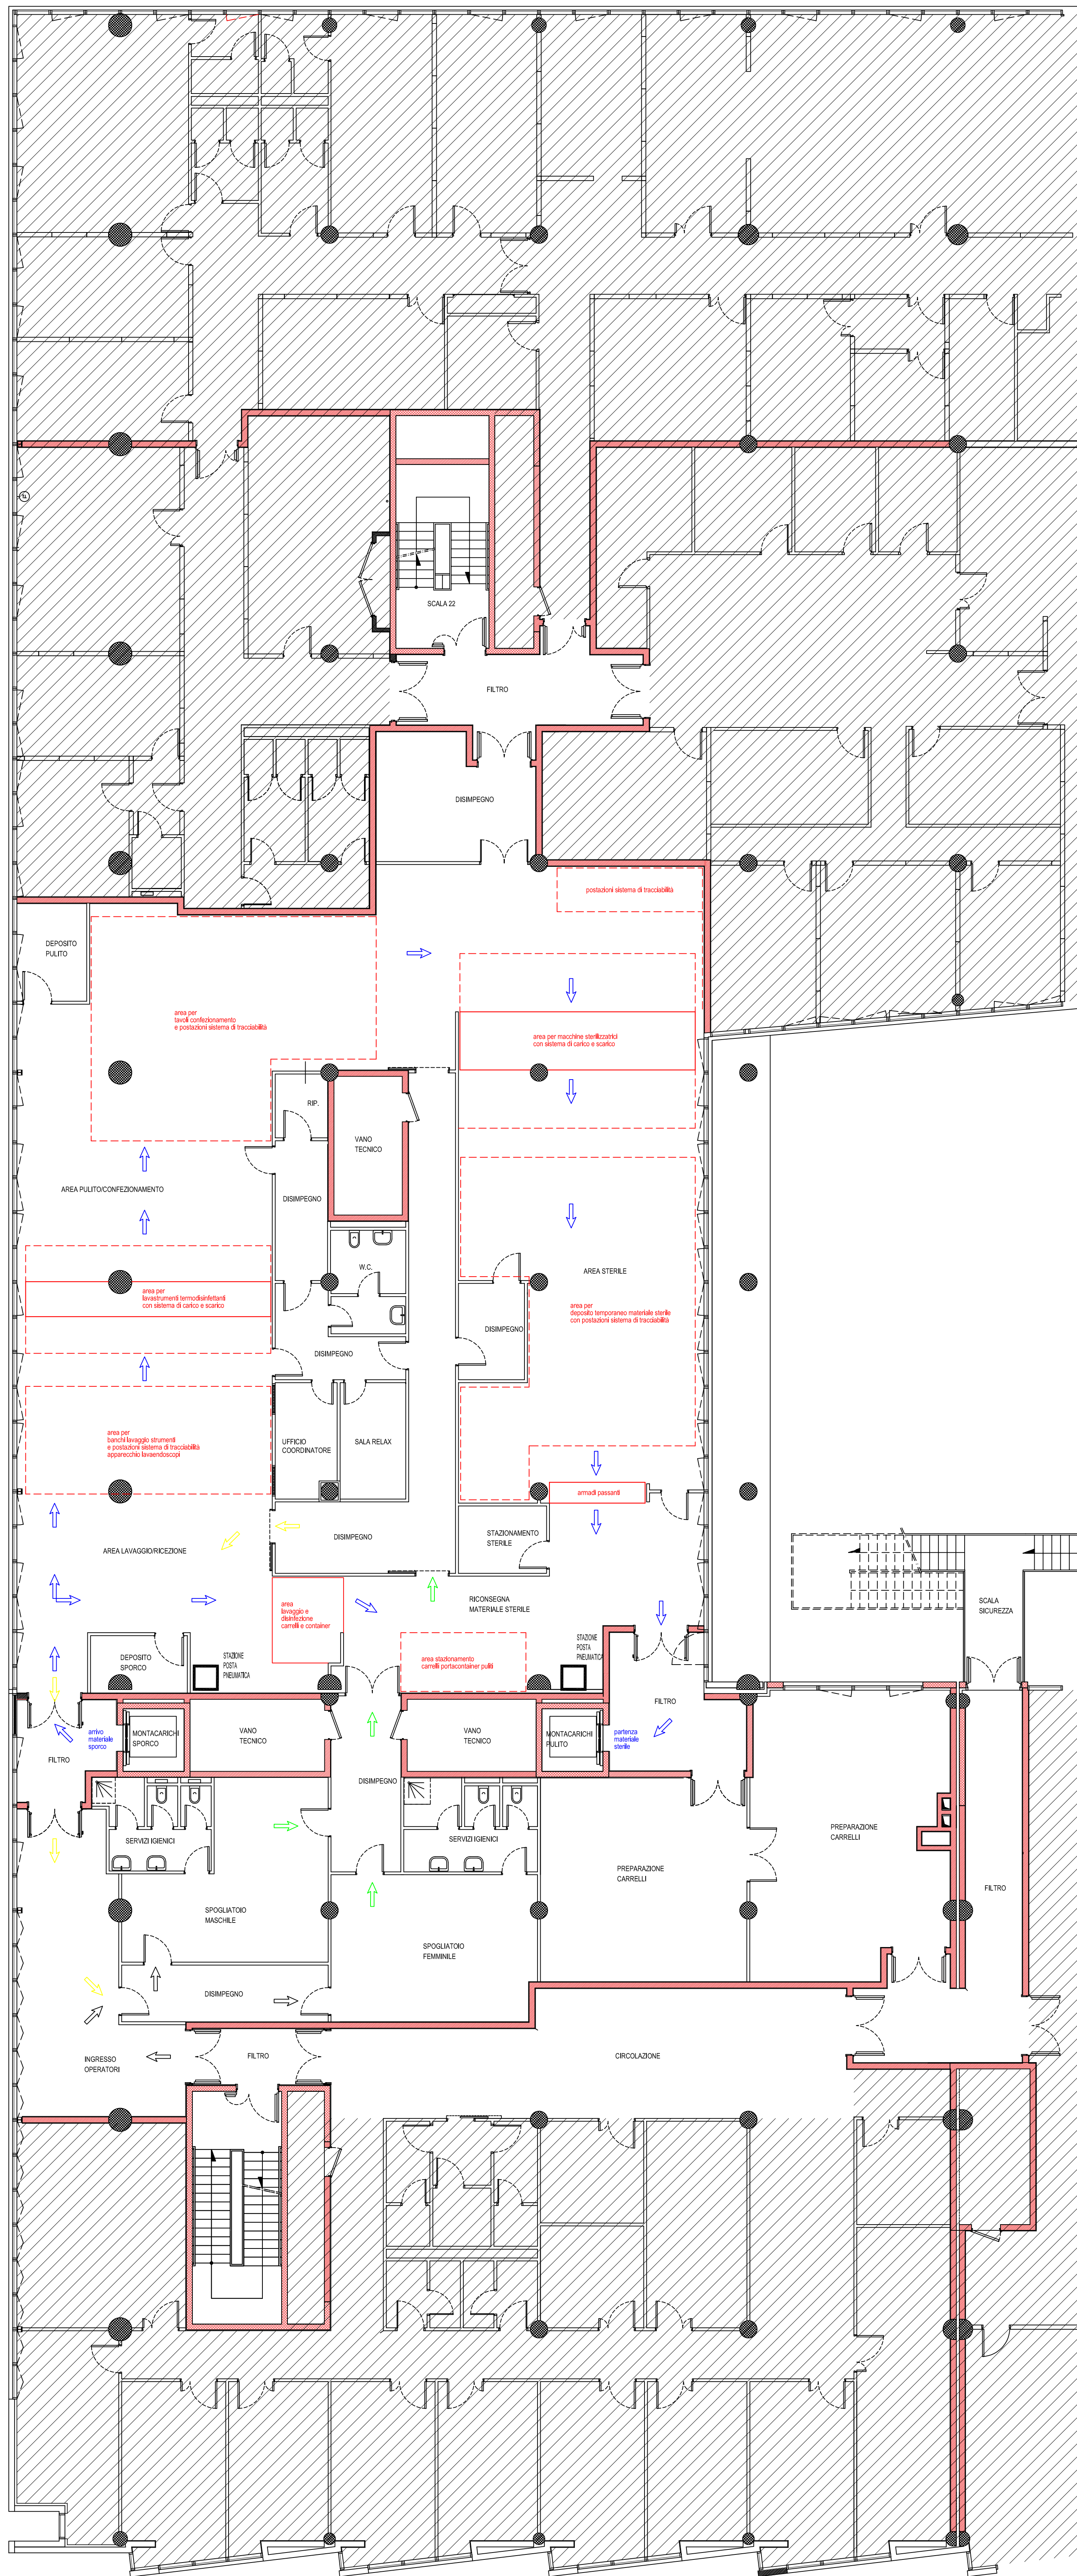 SCALA 22
FILTRO
DISIMPEGNO
postazioni sistema di tracciabilità
DEPOSITO
PULITO
area per
tavoli confezionamento
e postazioni sistema di tracciabilità
area per macchine sterilizzatrici
con sistema di carico e scarico
RIP.
VANO
TECNICO
AREA PULITO/CONFEZIONAMENTO
DISIMPEGNO
W.C.
AREA STERILE
area per
lavastrumenti termodisinfettanti
con sistema di carico e scarico
area per
deposito temporaneo materiale sterile
con postazioni sistema di tracciabilità
DISIMPEGNO
DISIMPEGNO
area per
banchi lavaggio strumenti
e postazioni sistema di tracciabilità
apparecchio lavaendoscopi
UFFICIO
COORDINATORE
SALA RELAX
armadi passanti
AREA LAVAGGIO/RICEZIONE
DISIMPEGNO
STAZIONAMENTO
STERILE
area
lavaggio e
disinfezione
carrelli e container
RICONSEGNA
MATERIALE STERILE
SCALA
SICUREZZA
DEPOSITO
SPORCO
STAZIONE
POSTA
PNEUMATICA
area stazionamento
carrelli portacontainer puliti
STAZIONE
POSTA
PNEUMATICA
FILTRO
arrivo
materiale
sporco
MONTACARICHI
SPORCO
VANO
TECNICO
VANO
TECNICO
MONTACARICHI
PULITO
partenza
materiale
sterile
FILTRO
DISIMPEGNO
SERVIZI IGIENICI
SERVIZI IGIENICI
PREPARAZIONE
CARRELLI
PREPARAZIONE
CARRELLI
FILTRO
SPOGLIATOIO
MASCHILE
SPOGLIATOIO
FEMMINILE
DISIMPEGNO
INGRESSO
OPERATORI
FILTRO
CIRCOLAZIONE